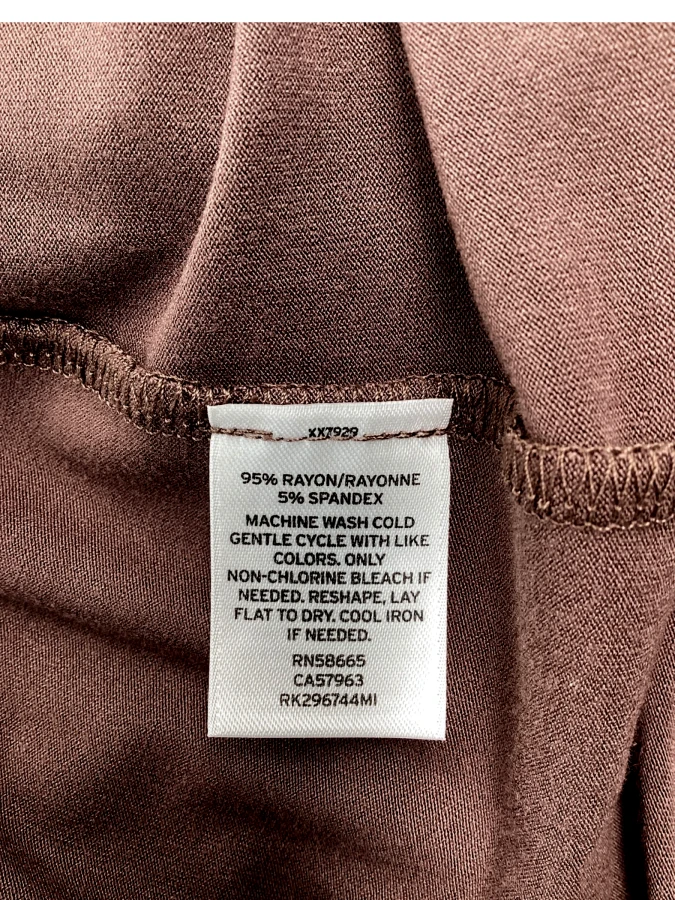 XX7929
95% RAYON/RAYONNE
5% SPANDEX
MACHINE WASH COLD
GENTLE CYCLE WITH LIKE
COLORS. ONLY
NON-CHLORINE BLEACH IF
NEEDED. RESHAPE, LAY
FLAT TO DRY. COOL IRON
IF NEEDED.
RN58665
CA57963
RK296744MI